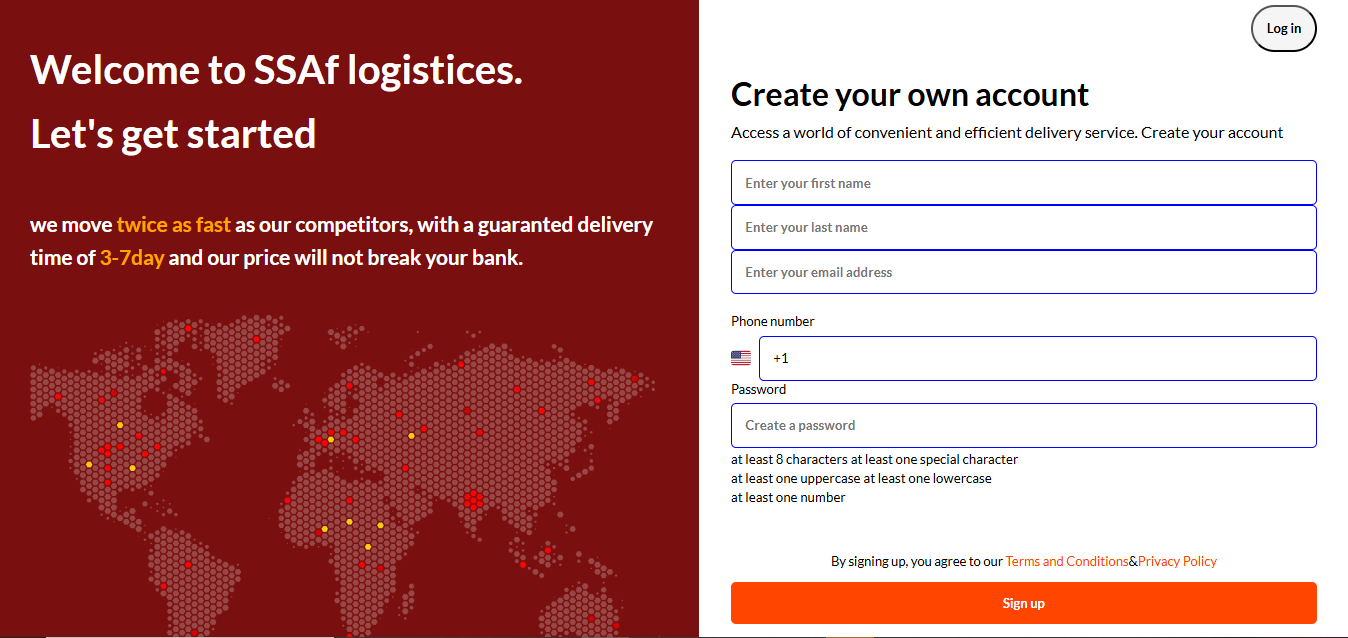 Welcome to SSAf logistices.
Let's get started
we move twice as fast as our competitors, with a guaranted delivery
time of 3-7day and our price will not break your bank.
Log in
Create your own account
Access a world of convenient and efficient delivery service. Create your account
Enter your first name
Enter your last name
Enter your email address
Phone number
+1
Password
Create a password
at least 8 characters at least one special character
at least one uppercase at least one lowercase
at least one number
By signing up, you agree to our Terms and Conditions&Privacy Policy
Sign up